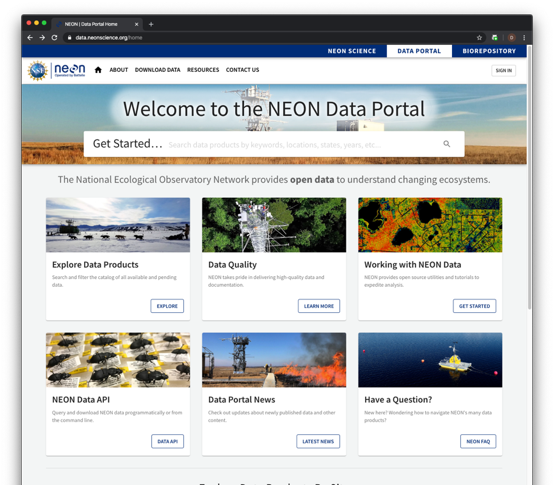 NEON | Data Portal Home
data.neonscience.org/home
NEON SCIENCE DATA PORTAL BIOREPOSITORY
neon
Operated by Battelle
ABOUT DOWNLOAD DATA RESOURCES CONTACT US
SIGN IN
Welcome to the NEON Data Portal
Get Started… Search data products by keywords, locations, states, years, etc..
The National Ecological Observatory Network provides open data to understand changing ecosystems.
Explore Data Products
Search and filter the catalog of all available and pending
data.
EXPLORE
Data Quality
NEON takes pride in delivering high-quality data and
documentation.
LEARN MORE
Working with NEON Data
NEON provides open source utilities and tutorials to
expedite analysis.
GET STARTED
NEON Data API
Query and download NEON data programmatically or from
the command line.
DATA API
Data Portal News
Check out updates about newly published data and other
content.
LATEST NEWS
Have a Question?
New here? Wondering how to navigate NEON's many data
products?
NEON FAQ